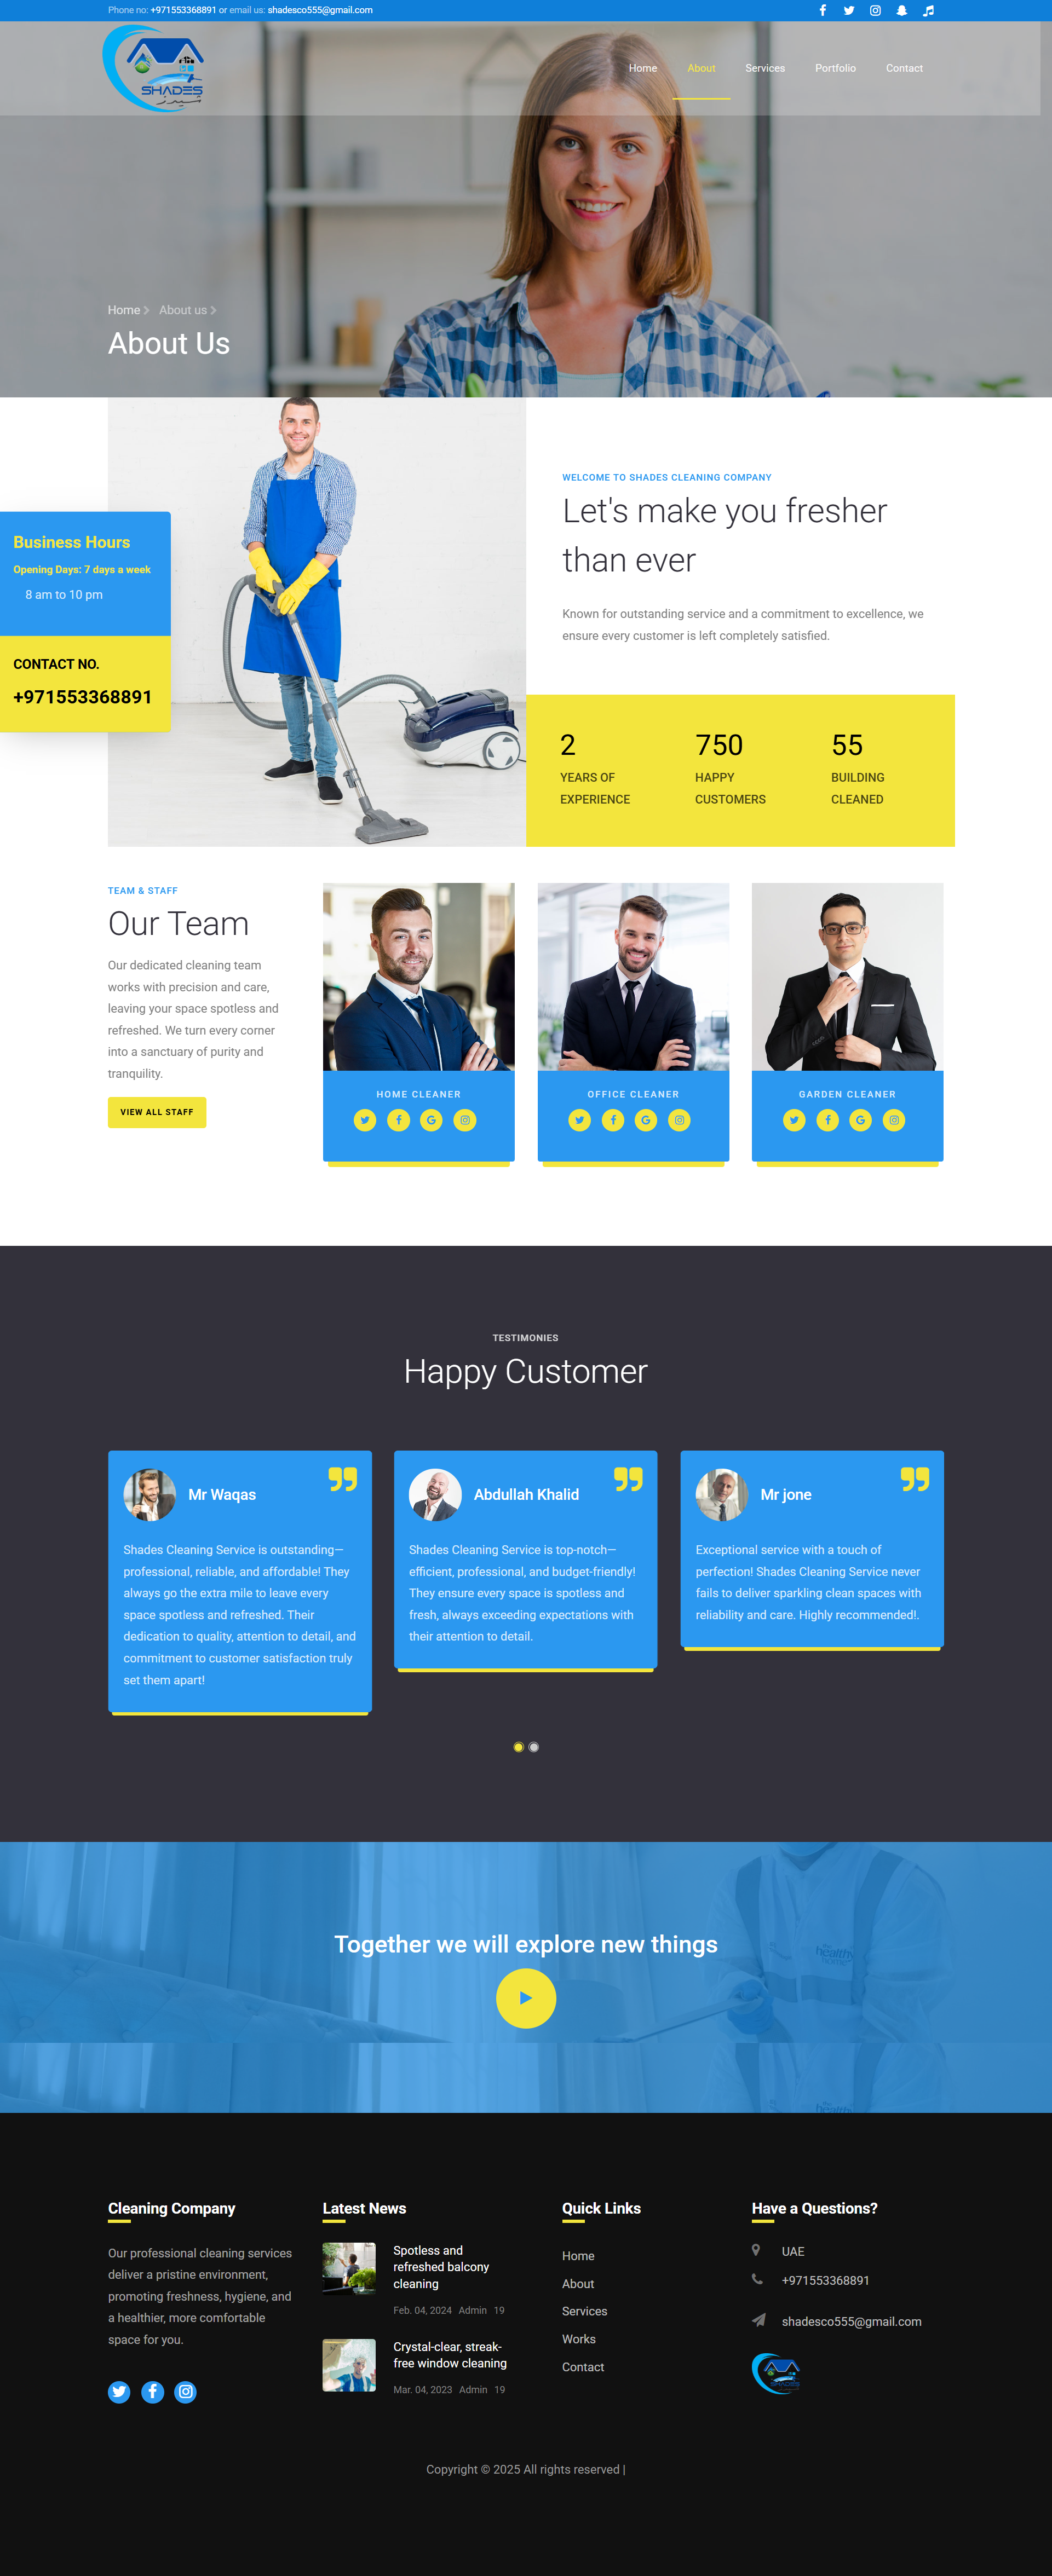 Phone no: +971553368891 or email us: shadesco555@gmail.com
SHADES
شيدز
Home About Services Portfolio Contact
Home About us
About Us
WELCOME TO SHADES CLEANING COMPANY
Let's make you fresher
than ever
Known for outstanding service and a commitment to excellence, we
ensure every customer is left completely satisfied.
Business Hours
Opening Days: 7 days a week
8 am to 10 pm
CONTACT NO.
+971553368891
2
YEARS OF
EXPERIENCE
750
HAPPY
CUSTOMERS
55
BUILDING
CLEANED
TEAM & STAFF
Our Team
Our dedicated cleaning team
works with precision and care,
leaving your space spotless and
refreshed. We turn every corner
into a sanctuary of purity and
tranquility.
VIEW ALL STAFF
HOME CLEANER
OFFICE CLEANER
GARDEN CLEANER
TESTIMONIES
Happy Customer
Mr Waqas
Shades Cleaning Service is outstanding—
professional, reliable, and affordable! They
always go the extra mile to leave every
space spotless and refreshed. Their
dedication to quality, attention to detail, and
commitment to customer satisfaction truly
set them apart!
Abdullah Khalid
Shades Cleaning Service is top-notch—
efficient, professional, and budget-friendly!
They ensure every space is spotless and
fresh, always exceeding expectations with
their attention to detail.
Mr jone
Exceptional service with a touch of
perfection! Shades Cleaning Service never
fails to deliver sparkling clean spaces with
reliability and care. Highly recommended!.
Together we will explore new things
healthy
home
healthy
Cleaning Company
Our professional cleaning services
deliver a pristine environment,
promoting freshness, hygiene, and
a healthier, more comfortable
space for you.
Latest News
Spotless and
refreshed balcony
cleaning
Feb. 04, 2024 Admin 19
Crystal-clear, streak-
free window cleaning
Mar. 04, 2023 Admin 19
Quick Links
Home
About
Services
Works
Contact
Have a Questions?
UAE
+971553368891
shadesco555@gmail.com
SHADES
Copyright © 2025 All rights reserved |